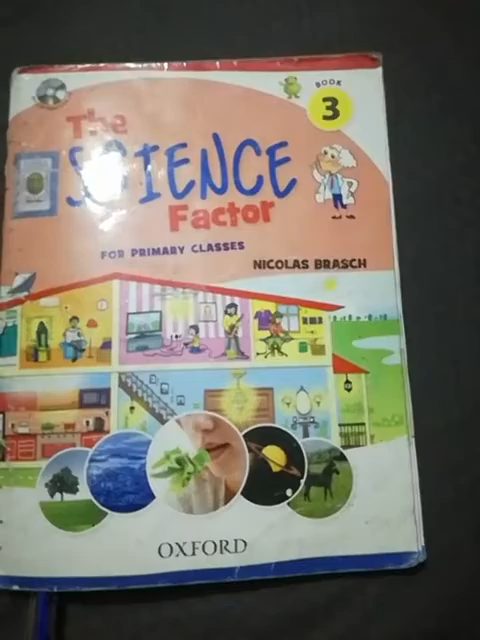 BOOK
3
The
SCIENCE
Factor
FOR PRIMARY CLASSES
NICOLAS BRASCH
OXFORD